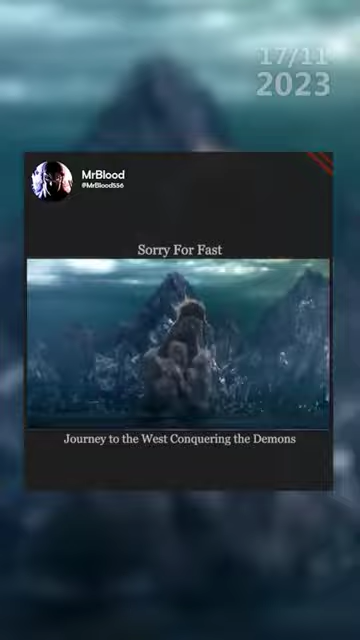 17/11
2023
MrBlood
@MrBlood556
Sorry For Fast
Journey to the West Conquering the Demons